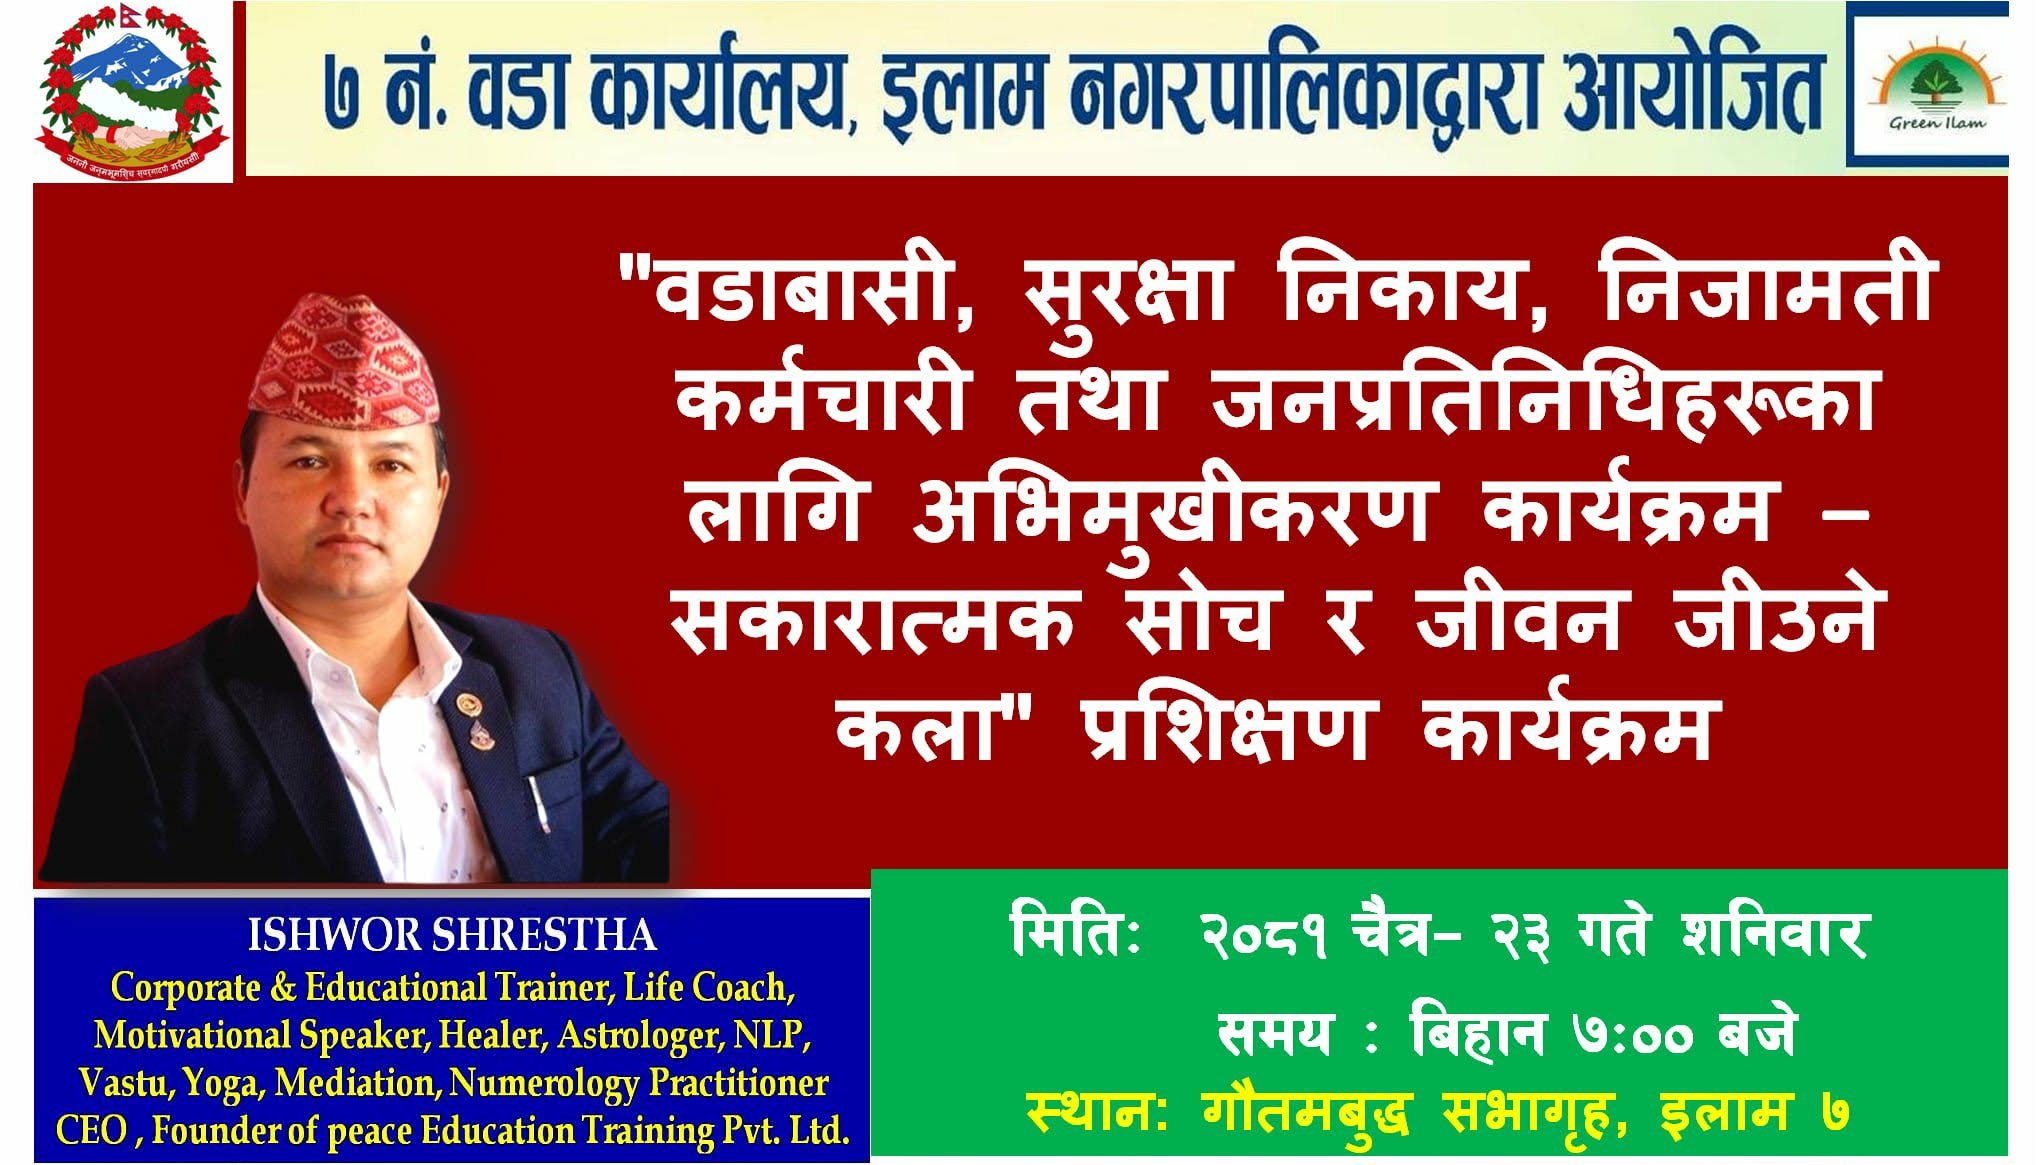 ७ नं. वडा कार्यालय, इलाम नगरपालिकाद्वारा आयोजित
Green Ilam
"वडाबासी, सुरक्षा निकाय, निजामती
कर्मचारी तथा जनप्रतिनिधिहरूका
लागि अभिमुखीकरण कार्यक्रम –
सकारात्मक सोच र जीवन जीउने
कला" प्रशिक्षण कार्यक्रम
ISHWOR SHRESTHA
Corporate & Educational Trainer, Life Coach,
Motivational Speaker, Healer, Astrologer, NLP,
Vastu, Yoga, Mediation, Numerology Practitioner
CEO , Founder of peace Education Training Pvt. Ltd.
मितिः २०८१ चैत्र- २३ गते शनिवार
समय : बिहान ७:०० बजे
स्थान: गौतमबुद्ध सभागृह, इलाम ७